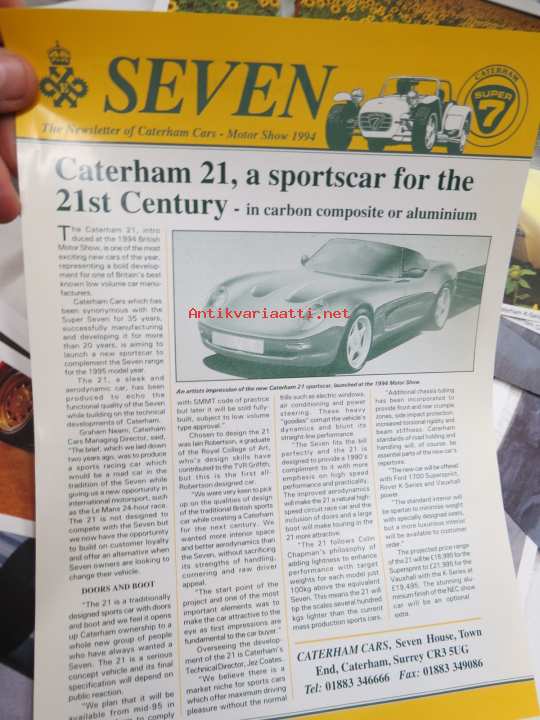 SEVEN
The Newsletter of Caterham Cars - Motor Show 1994
CATERHAM
SUPER
7
Caterham 21, a sportscar for the
21st Century - in carbon composite or aluminium
The Caterham 21, intro
duced at the 1994 British
Motor Show, is one of the most
exciting new cars of the year,
representing a bold develop-
ment for one of Britain's best
known low volume car manu-
facturers.
Caterham Cars which has
been synonymous with the
Super Seven for 35 years,
successfully manufacturing
and developing it for more
than 20 years, is aiming to
launch a new sportscar to
complement the Seven range
for the 1995 model year.
The 21, a sleek and
aerodynamic car, has been
produced to echo the
functional quality of the Seven
while building on the technical
developments of Caterham.
Graham Nearn, Caterham
Cars Managing Director, said,
"The brief, which we laid down
two years ago, was to produce
a sports racing car which
would be a road car in the
tradition of the Seven while
giving us a new opportunity in
international motorsport, such
as the Le Mans 24-hour race.
The 21 is not designed to
compete with the Seven but
we now have the opportunity
to build on customer loyalty
and offer an alternative when
Seven owners are looking to
change their vehicle.
DOORS AND BOOT
"The 21 is a traditionally
designed sports car with doors
and boot and we feel it opens
up Caterham ownership to a
whole new group of people
who have always wanted a
Seven. The 21 is a serious
concept vehicle and its final
specification will depend on
public reaction.
"We plan that it will be
available from mid-95 in
to comply
Antikvariaatti.net
An artists impression of the new Caterham 21 sportscar, launched at the 1994 Motor Show.
with SMMT code of practice
but later it will be sold fully
built, subject to low volume
type approval."
Chosen to design the 21
was Iain Robertson, a graduate
of the Royal College of Art,
who's design skills have
contributed to the TVR Griffith,
but this is the first all-
Robertson designed car.
"We were very keen to pick
up on the qualities of design
of the traditional British sports
car while creating a Caterham
for the next century. We
wanted more interior space
and better aerodynamics than
the Seven, without sacrificing
its strengths of handling,
cornering and raw driver
appeal.
"The start point of the
project and one of the most
important elements was to
make the car attractive to the
eye as first impressions are
fundamental to the car buyer."
Overseeing the develop-
ment of the 21 is Caterham's
Technical Director, Jez Coates.
"We believe there is a
market niche for sports cars
which offer maximum driving
pleasure without the normal
frills such as electric windows,
air conditioning and power
steering. These heavy
"goodies" corrupt the vehicle's
dynamics and blunt its
straight-line performance.
"The Seven fits the bill
perfectly and the 21 is
designed to provide a 1990's
compliment to it with more
emphasis on high speed
performance and practicality.
The improved aerodynamics
will make the 21 a natural high
speed circuit race car and the
inclusion of doors and a large
boot will make touring in the
21 more attractive.
"The 21 follows Colin
Chapman's philosophy of
adding lightness to enhance
performance with target
weights for each model just
100kg above the equivalent
Seven. This means the 21 will
tip the scales several hundred
kgs lighter than the current
mass production sports cars.
"Additional chassis tubing
has been incorporated to
provide front and rear crumple
zones, side impact protection,
increased torsional rigidity and
beam stiffness. Caterham
standards of road holding and
handling will, of course, be
essential parts of the new car's
repertoire.
"The new car will be offered
with Ford 1700 Supersprint,
Rover K Series and Vauxhall
power.
"The standard interior will
be spartan to minimise weight
with specially designed seats,
but a more luxurious interior
will be available to customer
order."
The projected price range
of the 21 will be £18,995 for the
Supersprint to £21,995 for the
Vauxhall with the K Series at
£19,495. The stunning alu-
minium finish of the NEC show
car will be an optional
extra.
CATERHAM CARS, Seven House, Town
End, Caterham, Surrey CR3 5UG
Tel: 01883 346666 Fax: 01883 349086